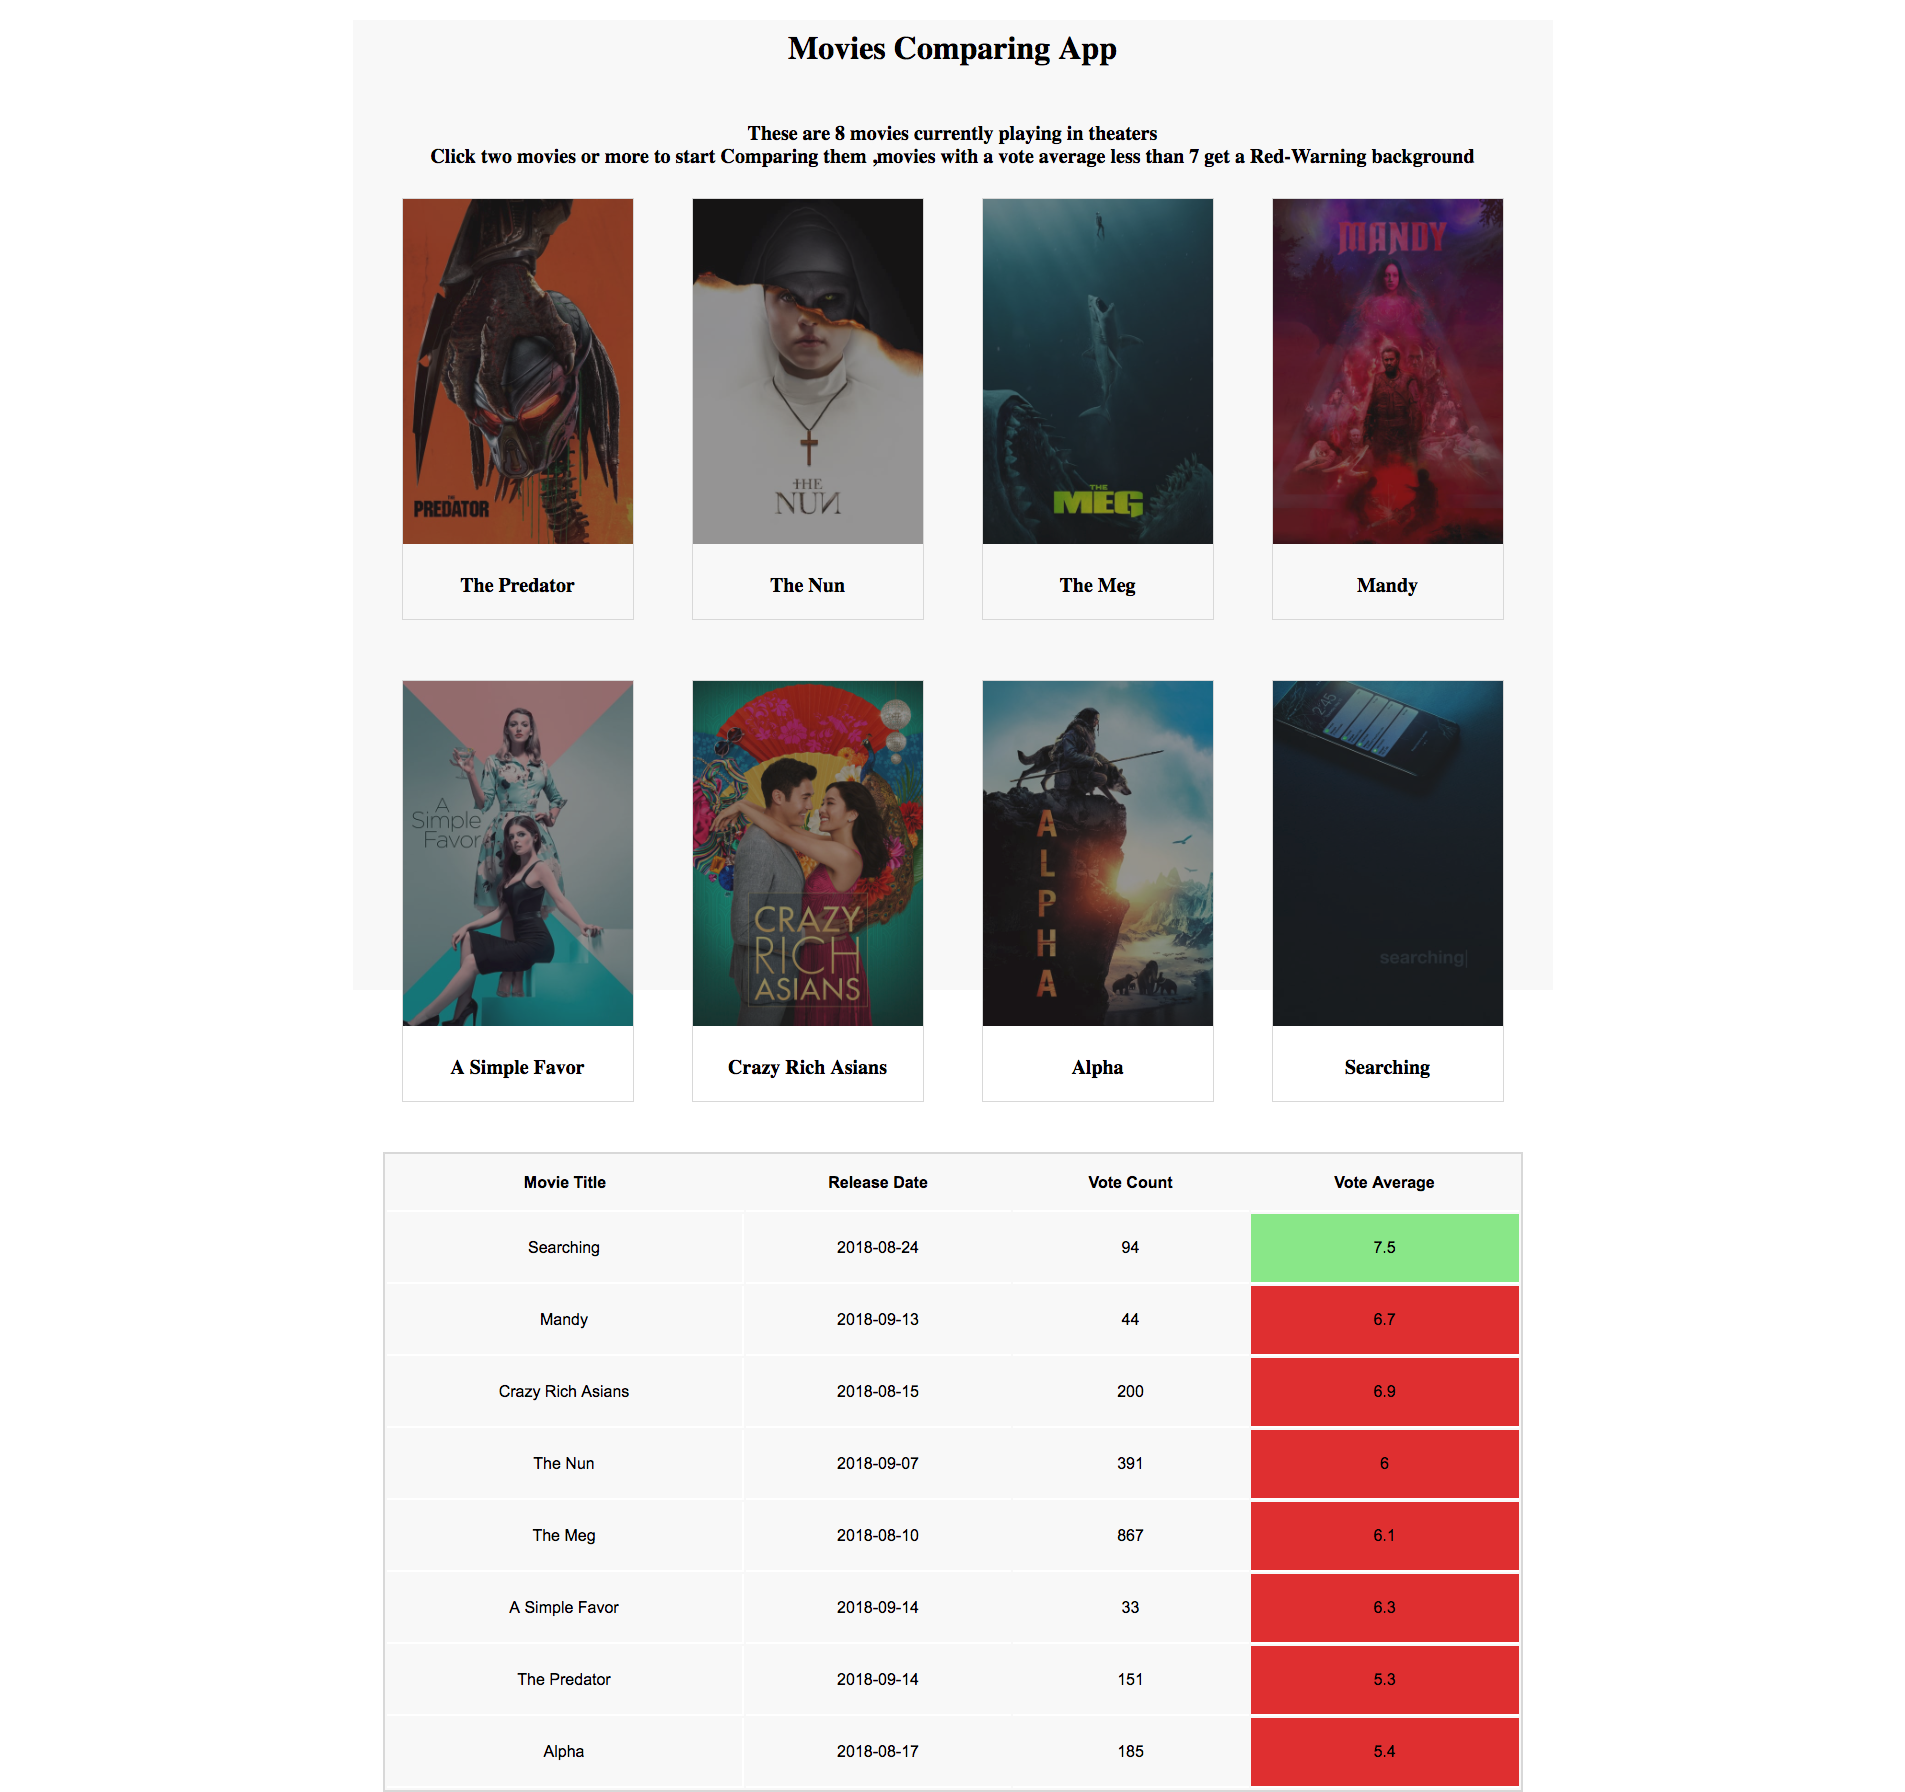 Movies Comparing App
These are 8 movies currently playing in theaters
Click two movies or more to start Comparing them ,movies with a vote average less than 7 get a Red-Warning background
THE
PREDATOR
THE
NUN
THE
MEG
MANDY
The Predator
The Nun
The Meg
Mandy
A
Simple
Favor
CRAZY
RICH
ASIANS
ALPHA
2:45
searching
A Simple Favor
Crazy Rich Asians
Alpha
Searching
Movie Title Release Date Vote Count Vote Average
Searching 2018-08-24 94 7.5
Mandy 2018-09-13 44 6.7
Crazy Rich Asians 2018-08-15 200 6.9
The Nun 2018-09-07 391 6
The Meg 2018-08-10 867 6.1
A Simple Favor 2018-09-14 33 6.3
The Predator 2018-09-14 151 5.3
Alpha 2018-08-17 185 5.4